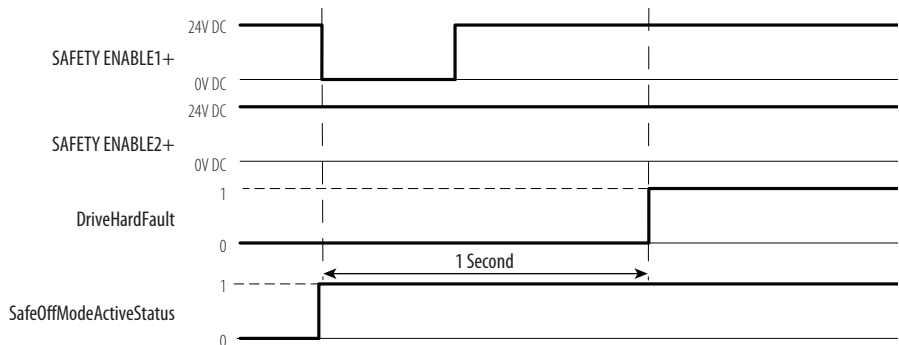 24V DC
SAFETY ENABLE1+
0V DC
24V DC
SAFETY ENABLE2+
0V DC
1
DriveHardFault
0
1 Second
1
SafeOffModeActiveStatus
0